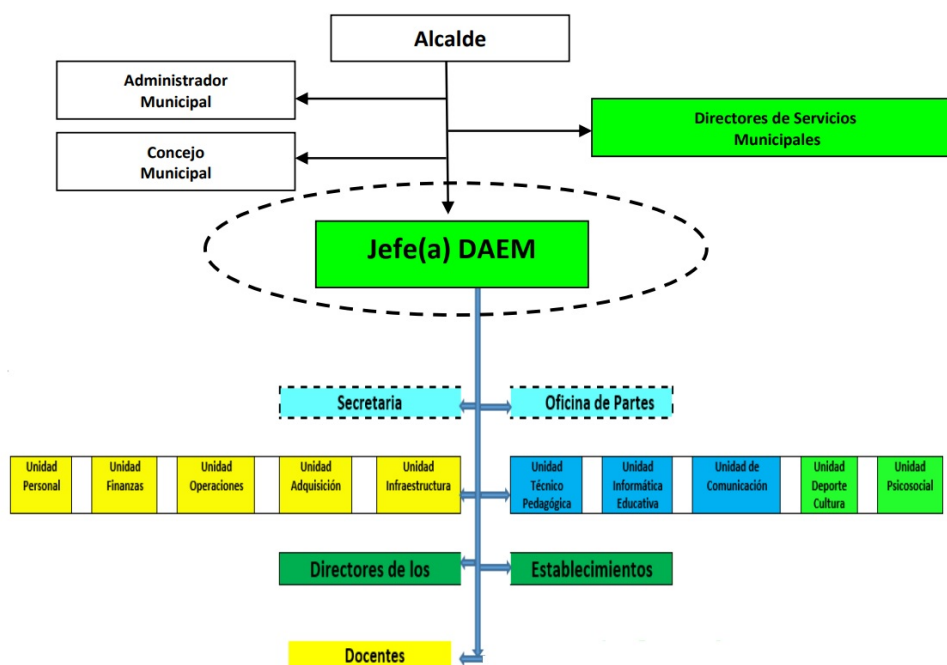 Alcalde
Administrador
Municipal
Directores de Servicios
Municipales
Concejo
Municipal
Jefe(a) DAEM
Secretaria
Oficina de Partes
Unidad
Personal
Unidad
Finanzas
Unidad
Operaciones
Unidad
Adquisición
Unidad
Infraestructura
Unidad
Técnico
Pedagógica
Unidad
Informática
Educativa
Unidad de
Comunicación
Unidad
Deporte
Cultura
Unidad
Psicosocial
Directores de los
Establecimientos
Docentes